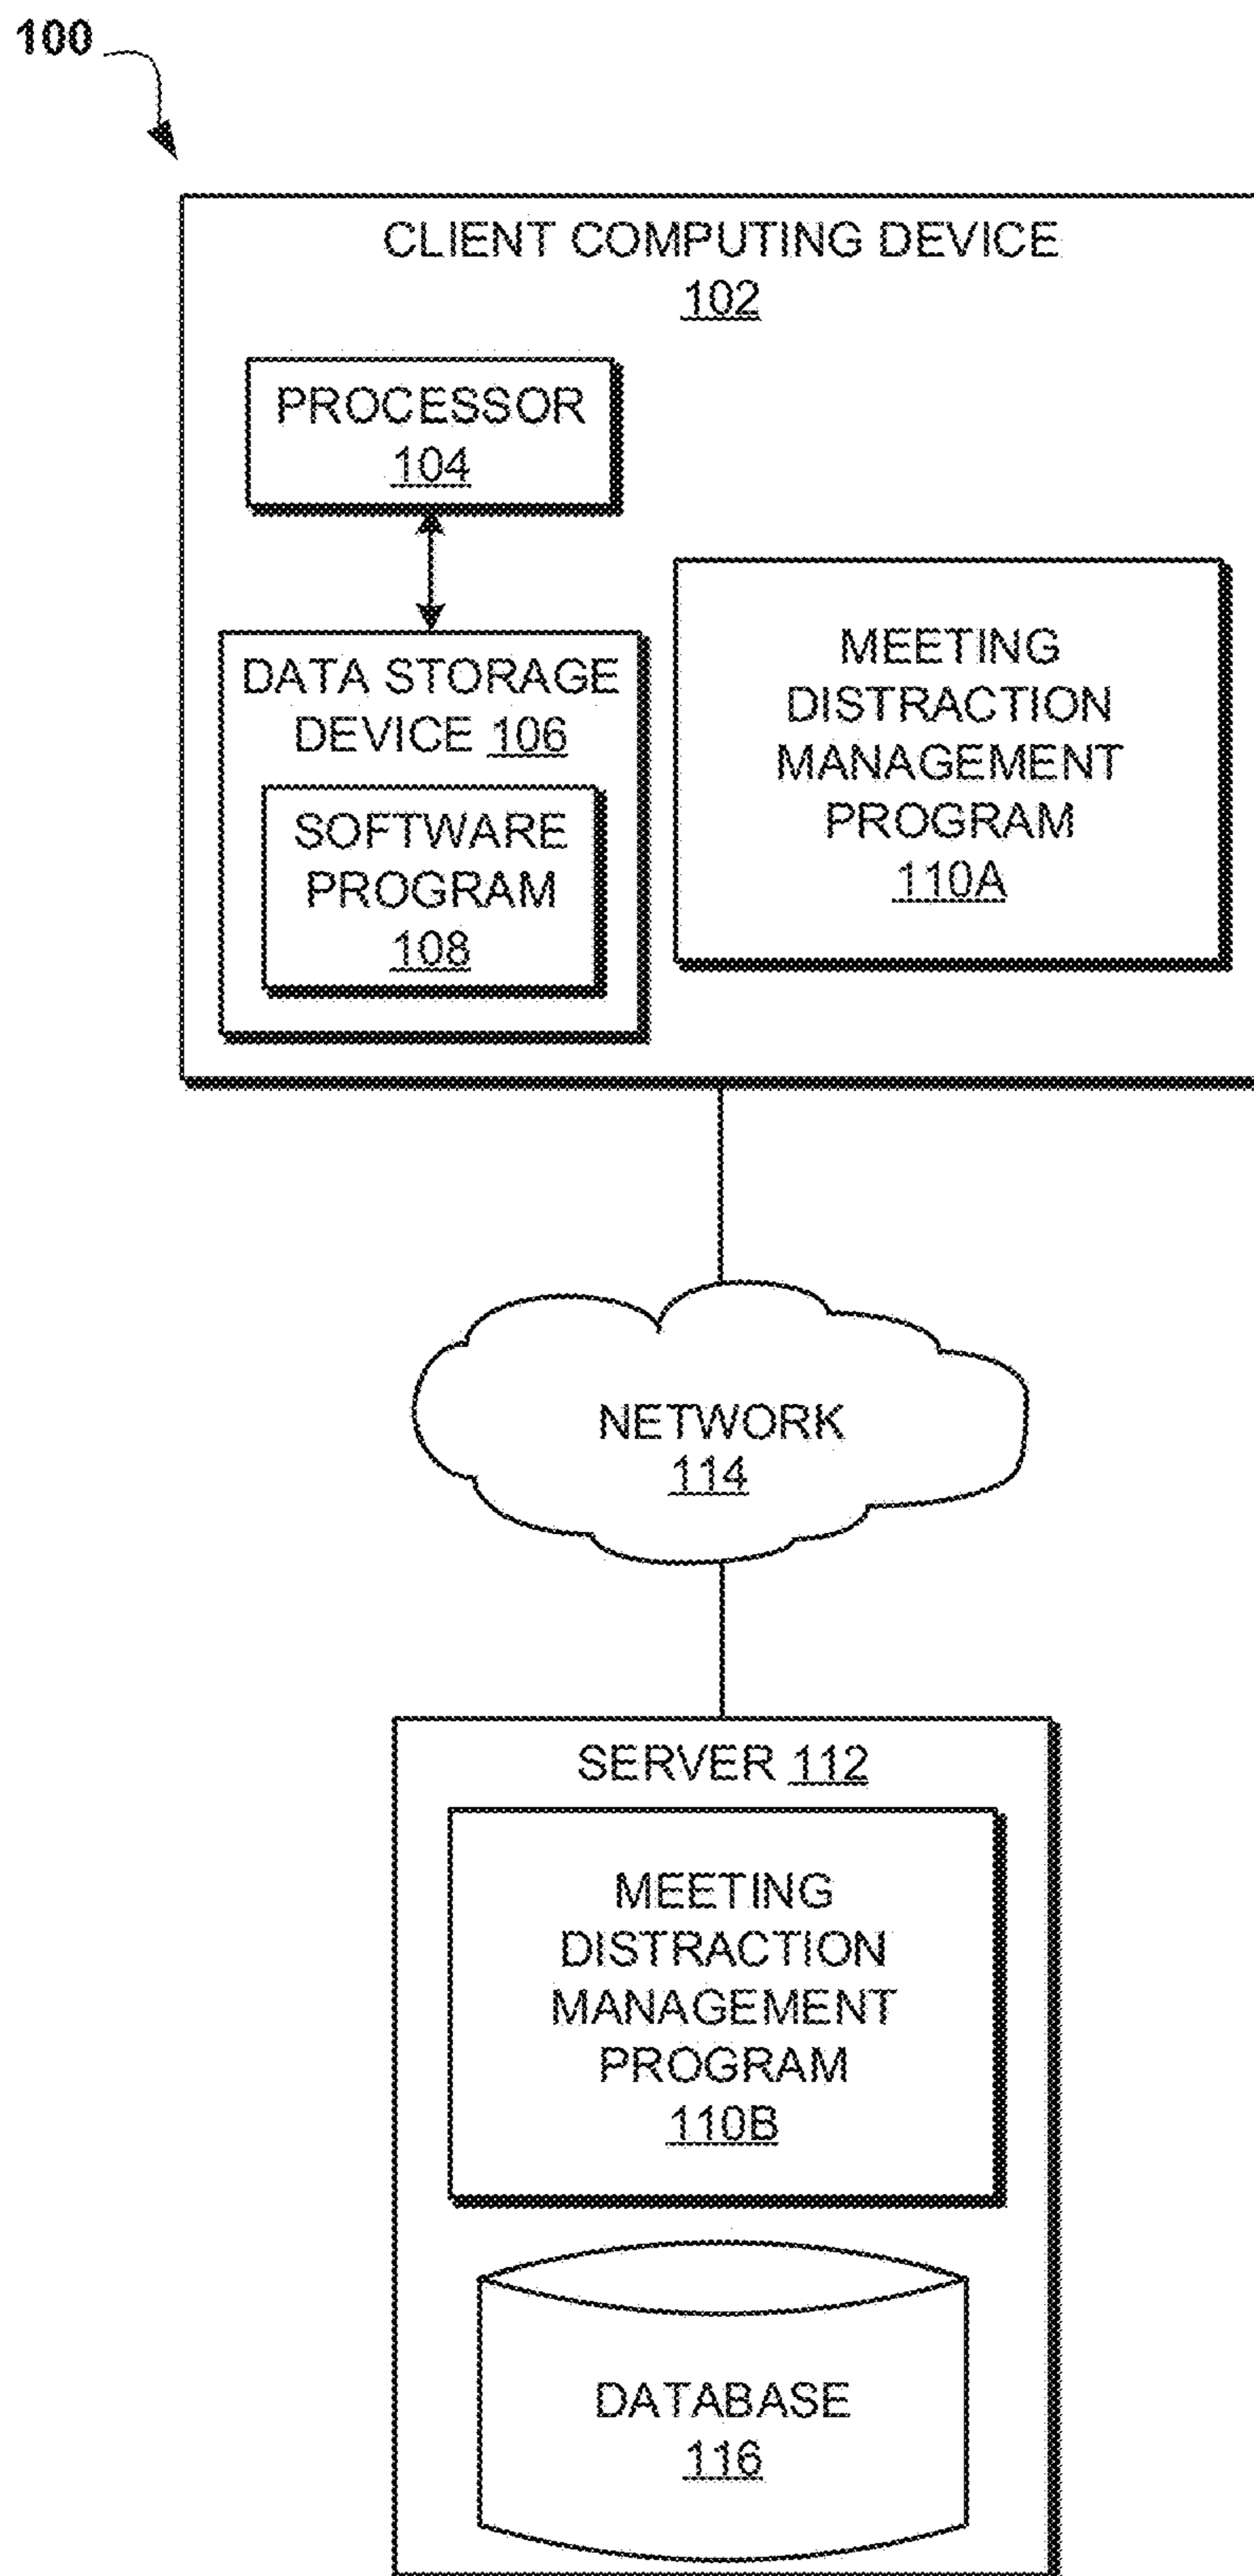 100
CLIENT COMPUTING DEVICE
102
PROCESSOR
104
DATA STORAGE
DEVICE 106
SOFTWARE
PROGRAM
108
MEETING
DISTRACTION
MANAGEMENT
PROGRAM
110A
NETWORK
114
SERVER 112
MEETING
DISTRACTION
MANAGEMENT
PROGRAM
110B
DATABASE
116